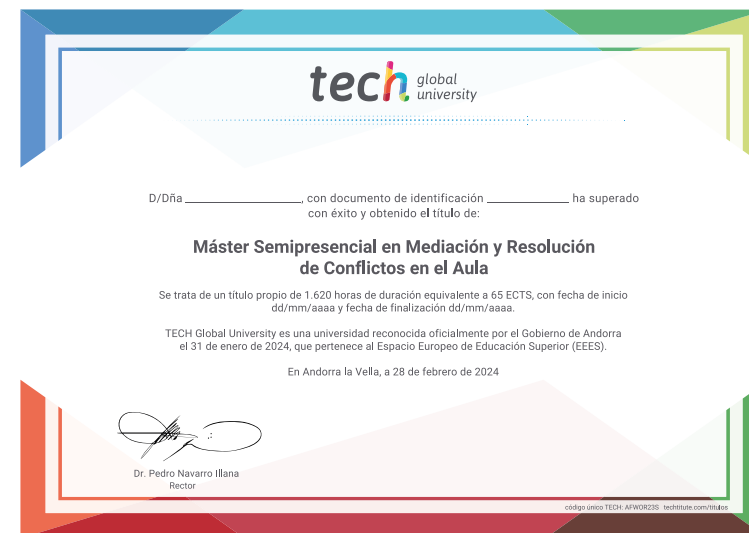 tech global
university
D/Dña ______________, con documento de identificación ____________ ha superado
con éxito y obtenido el título de:
Máster Semipresencial en Mediación y Resolución
de Conflictos en el Aula
Se trata de un título propio de 1.620 horas de duración equivalente a 65 ECTS, con fecha de inicio
dd/mm/aaaa y fecha de finalización dd/mm/aaaa.
TECH Global University es una universidad reconocida oficialmente por el Gobierno de Andorra
el 31 de enero de 2024, que pertenece al Espacio Europeo de Educación Superior (EEES).
En Andorra la Vella, a 28 de febrero de 2024
Dr. Pedro Navarro Illana
Rector
código único TECH: AFWOR23S techtitute.com/titulos